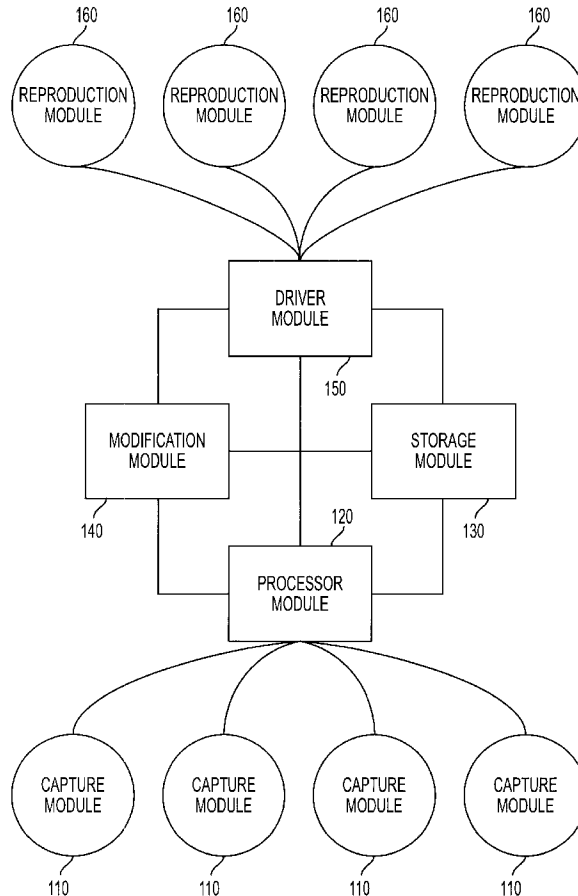 160 160 160 160
REPRODUCTION REPRODUCTION REPRODUCTION REPRODUCTION
MODULE MODULE MODULE MODULE
DRIVER
MODULE
150
MODIFICATION
MODULE
140
STORAGE
MODULE
130
120
PROCESSOR
MODULE
CAPTURE CAPTURE CAPTURE CAPTURE
MODULE MODULE MODULE MODULE
110 110 110 110